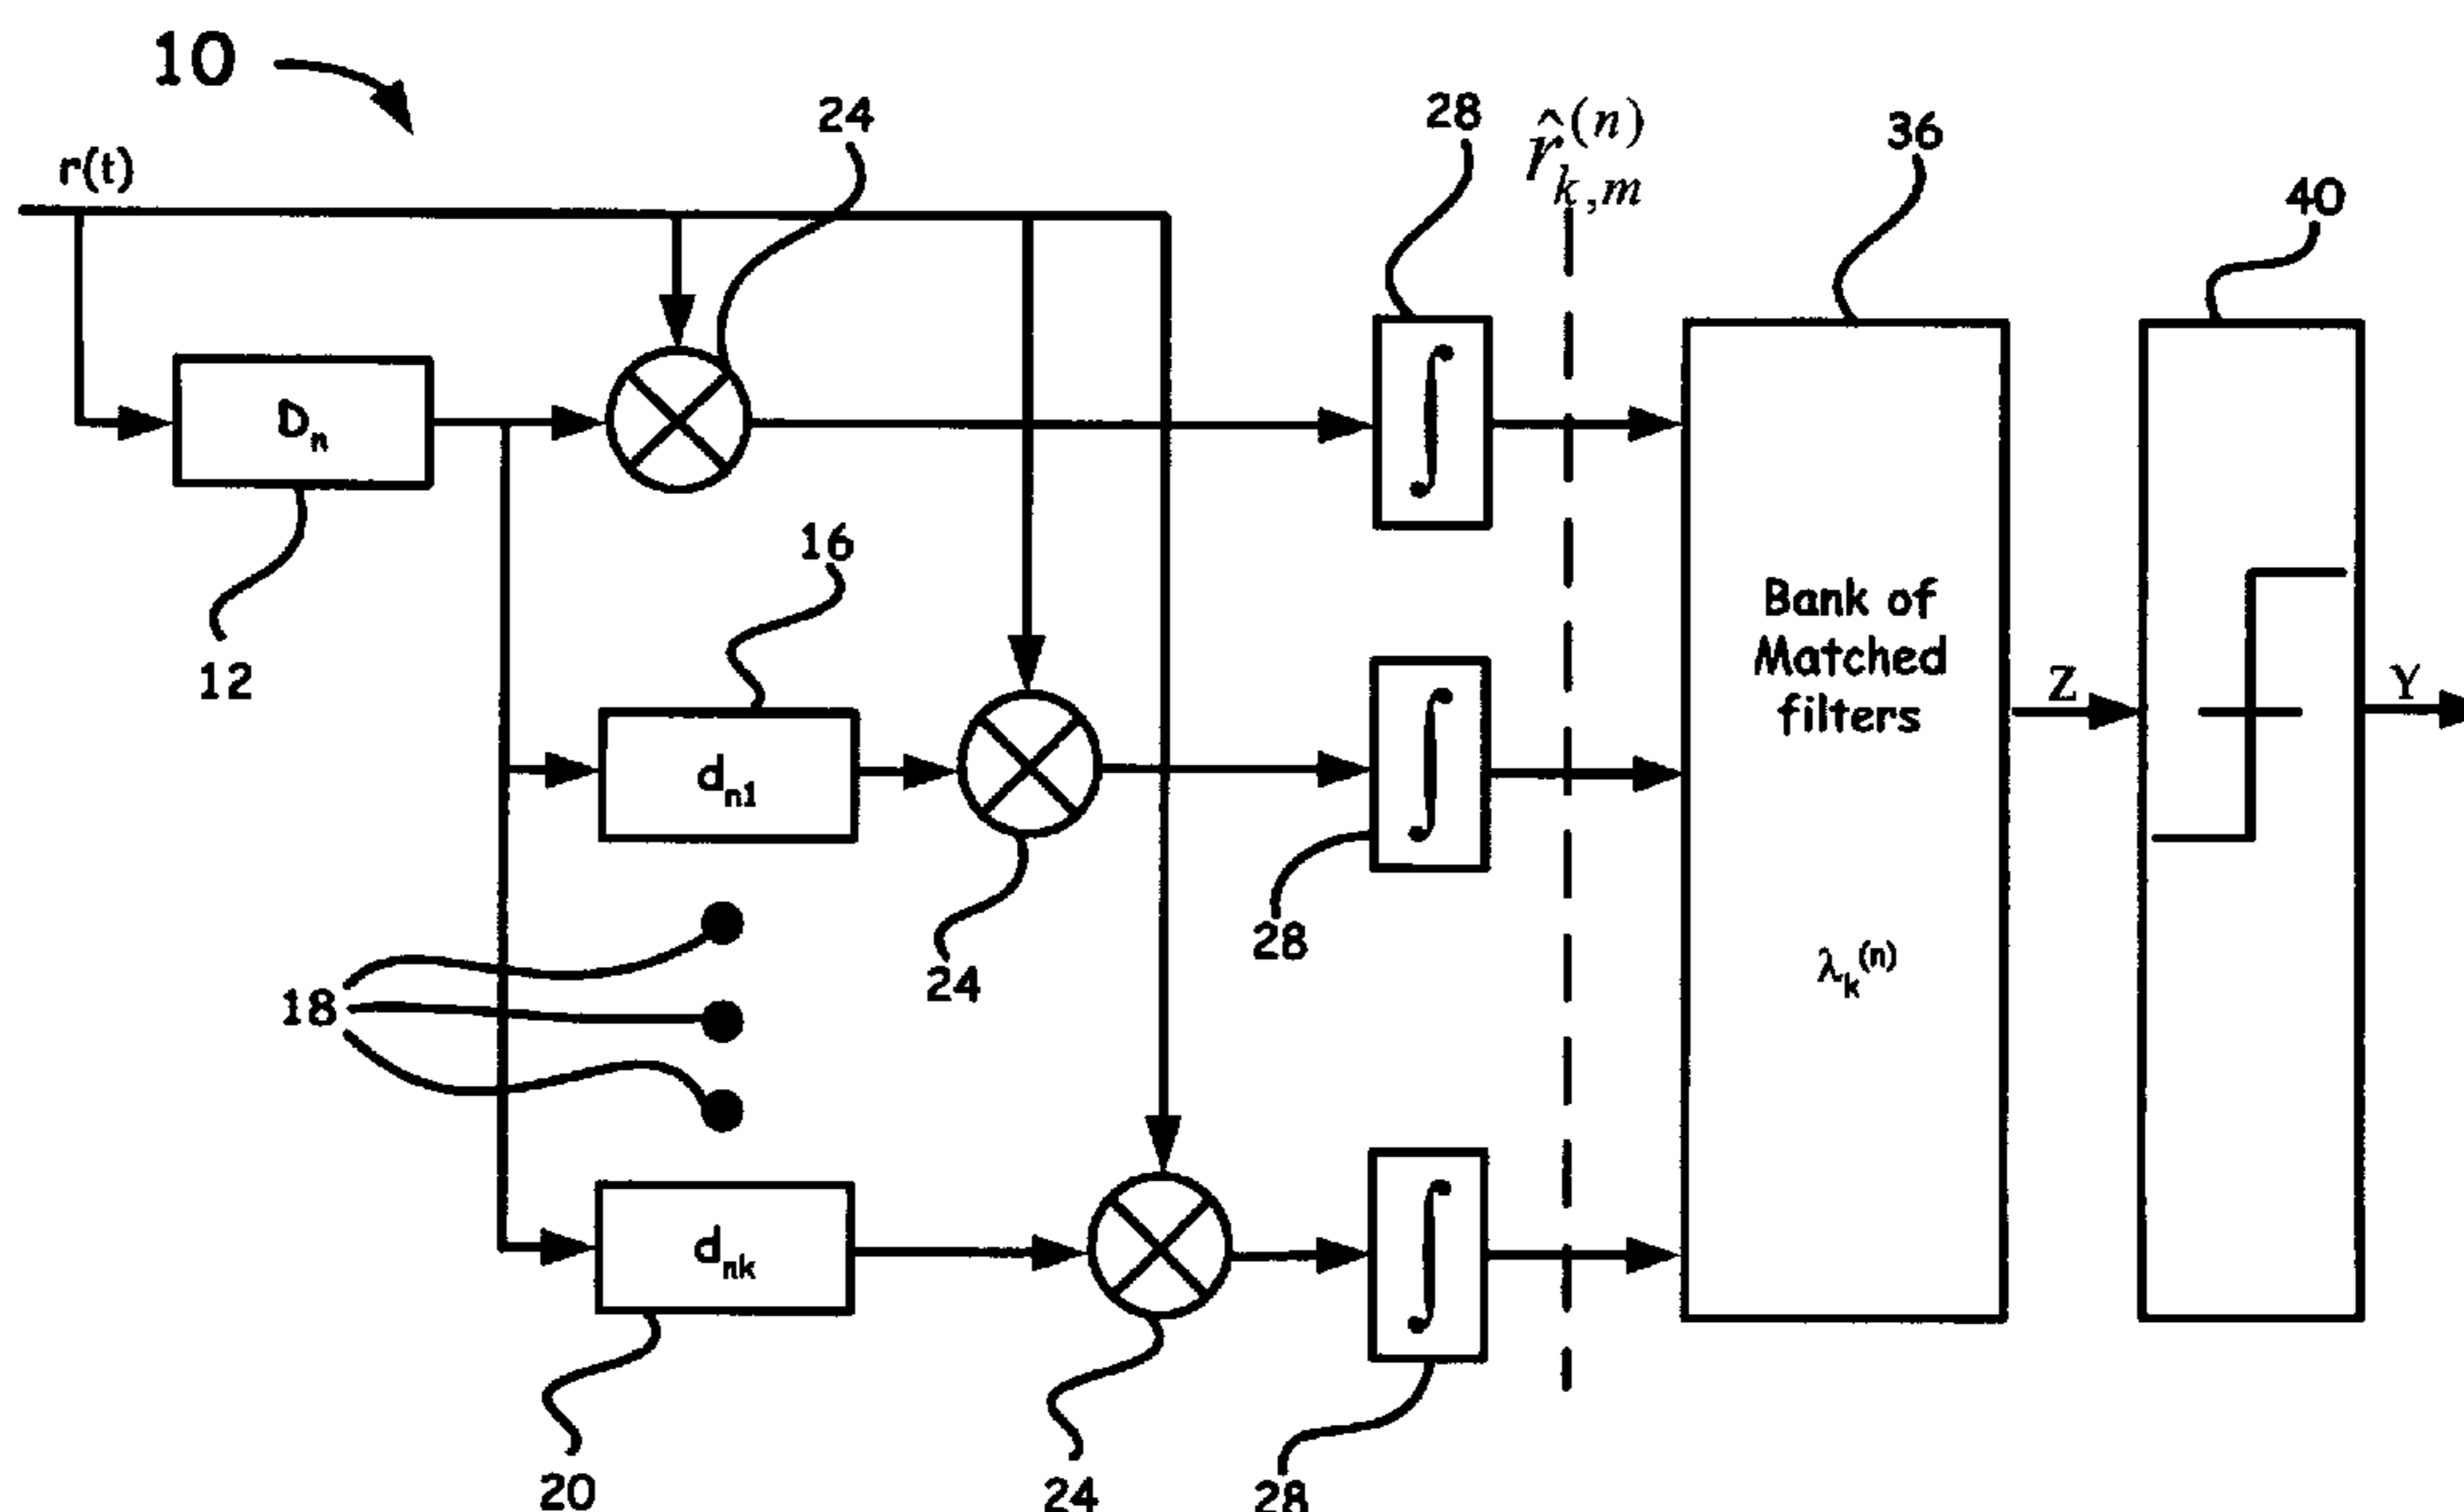 10
24
28
r̂(n)k,m
36
40
r(t)
Dn
16
12
Bank of
Matched
filters
Z
Y
dn1
28
24
λk(n)
18
dnk
20
24
28